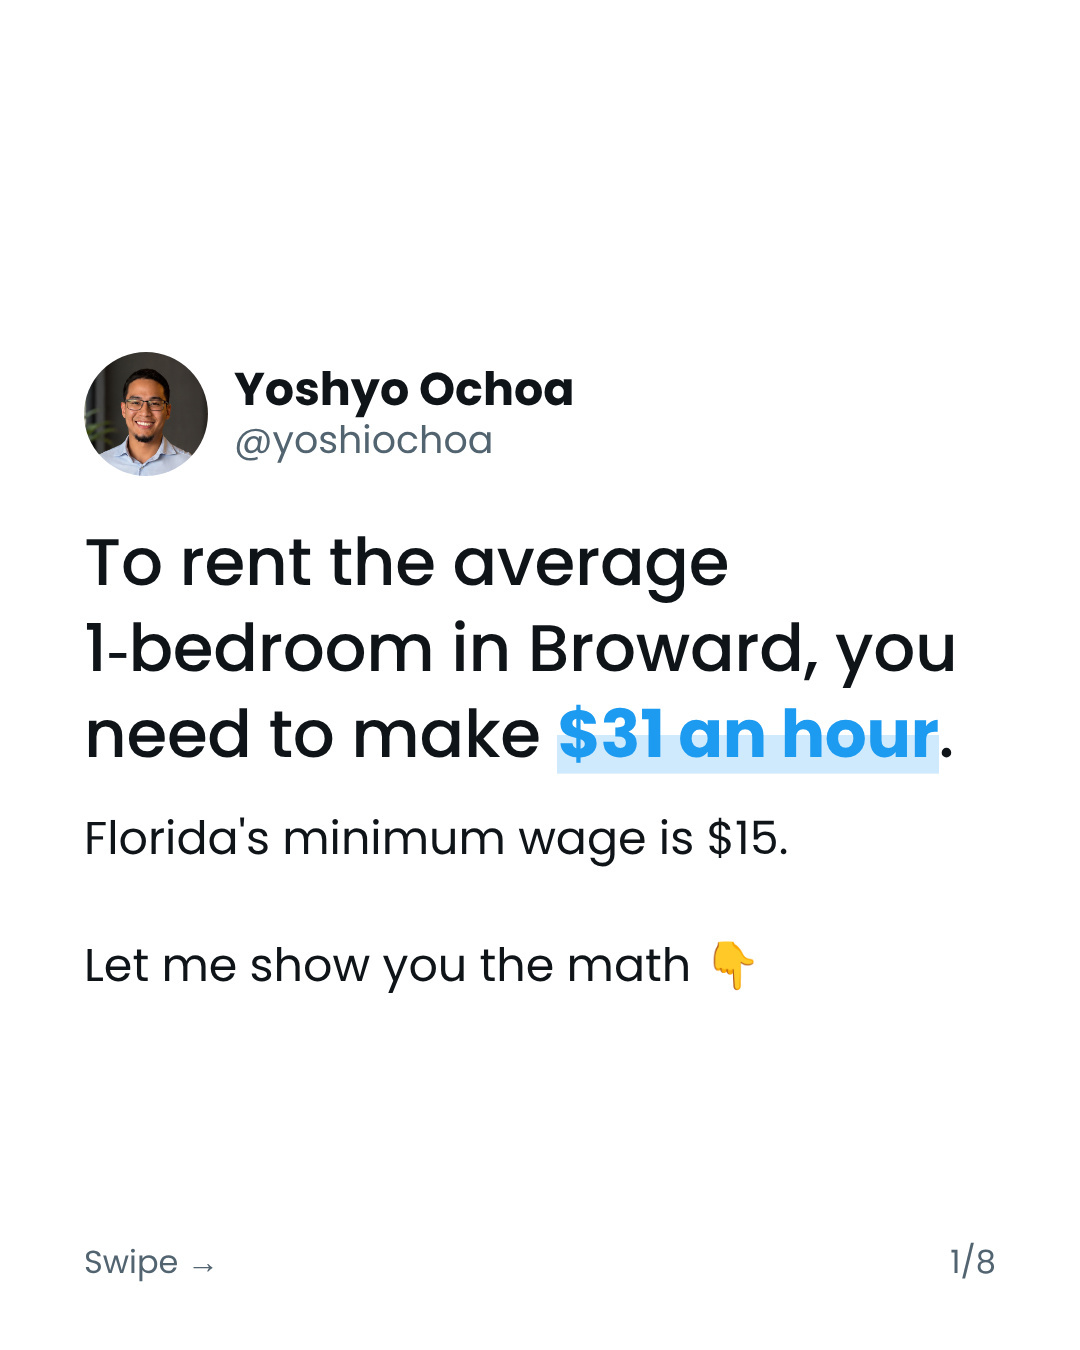 Yoshyo Ochoa
@yoshiochoa
To rent the average
1-bedroom in Broward, you
need to make $31 an hour.
Florida's minimum wage is $15.
Let me show you the math 👇
Swipe →
1/8